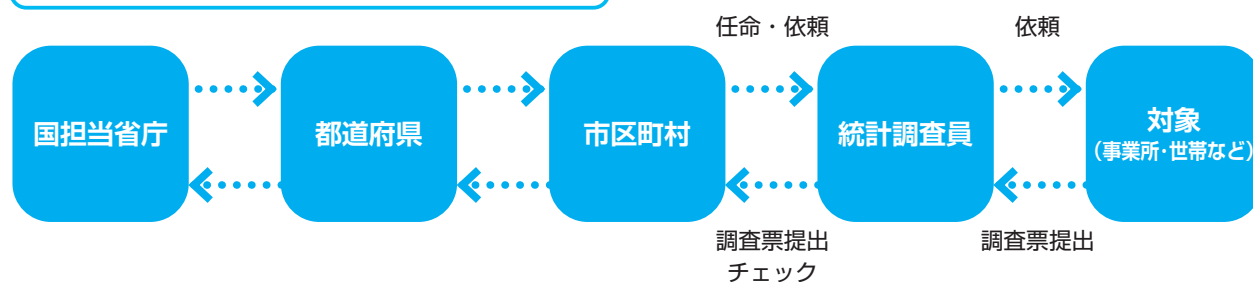 任命・依頼
依頼
国担当省庁
都道府県
市区町村
統計調査員
対象
(事業所・世帯など)
調査票提出
チェック
調査票提出